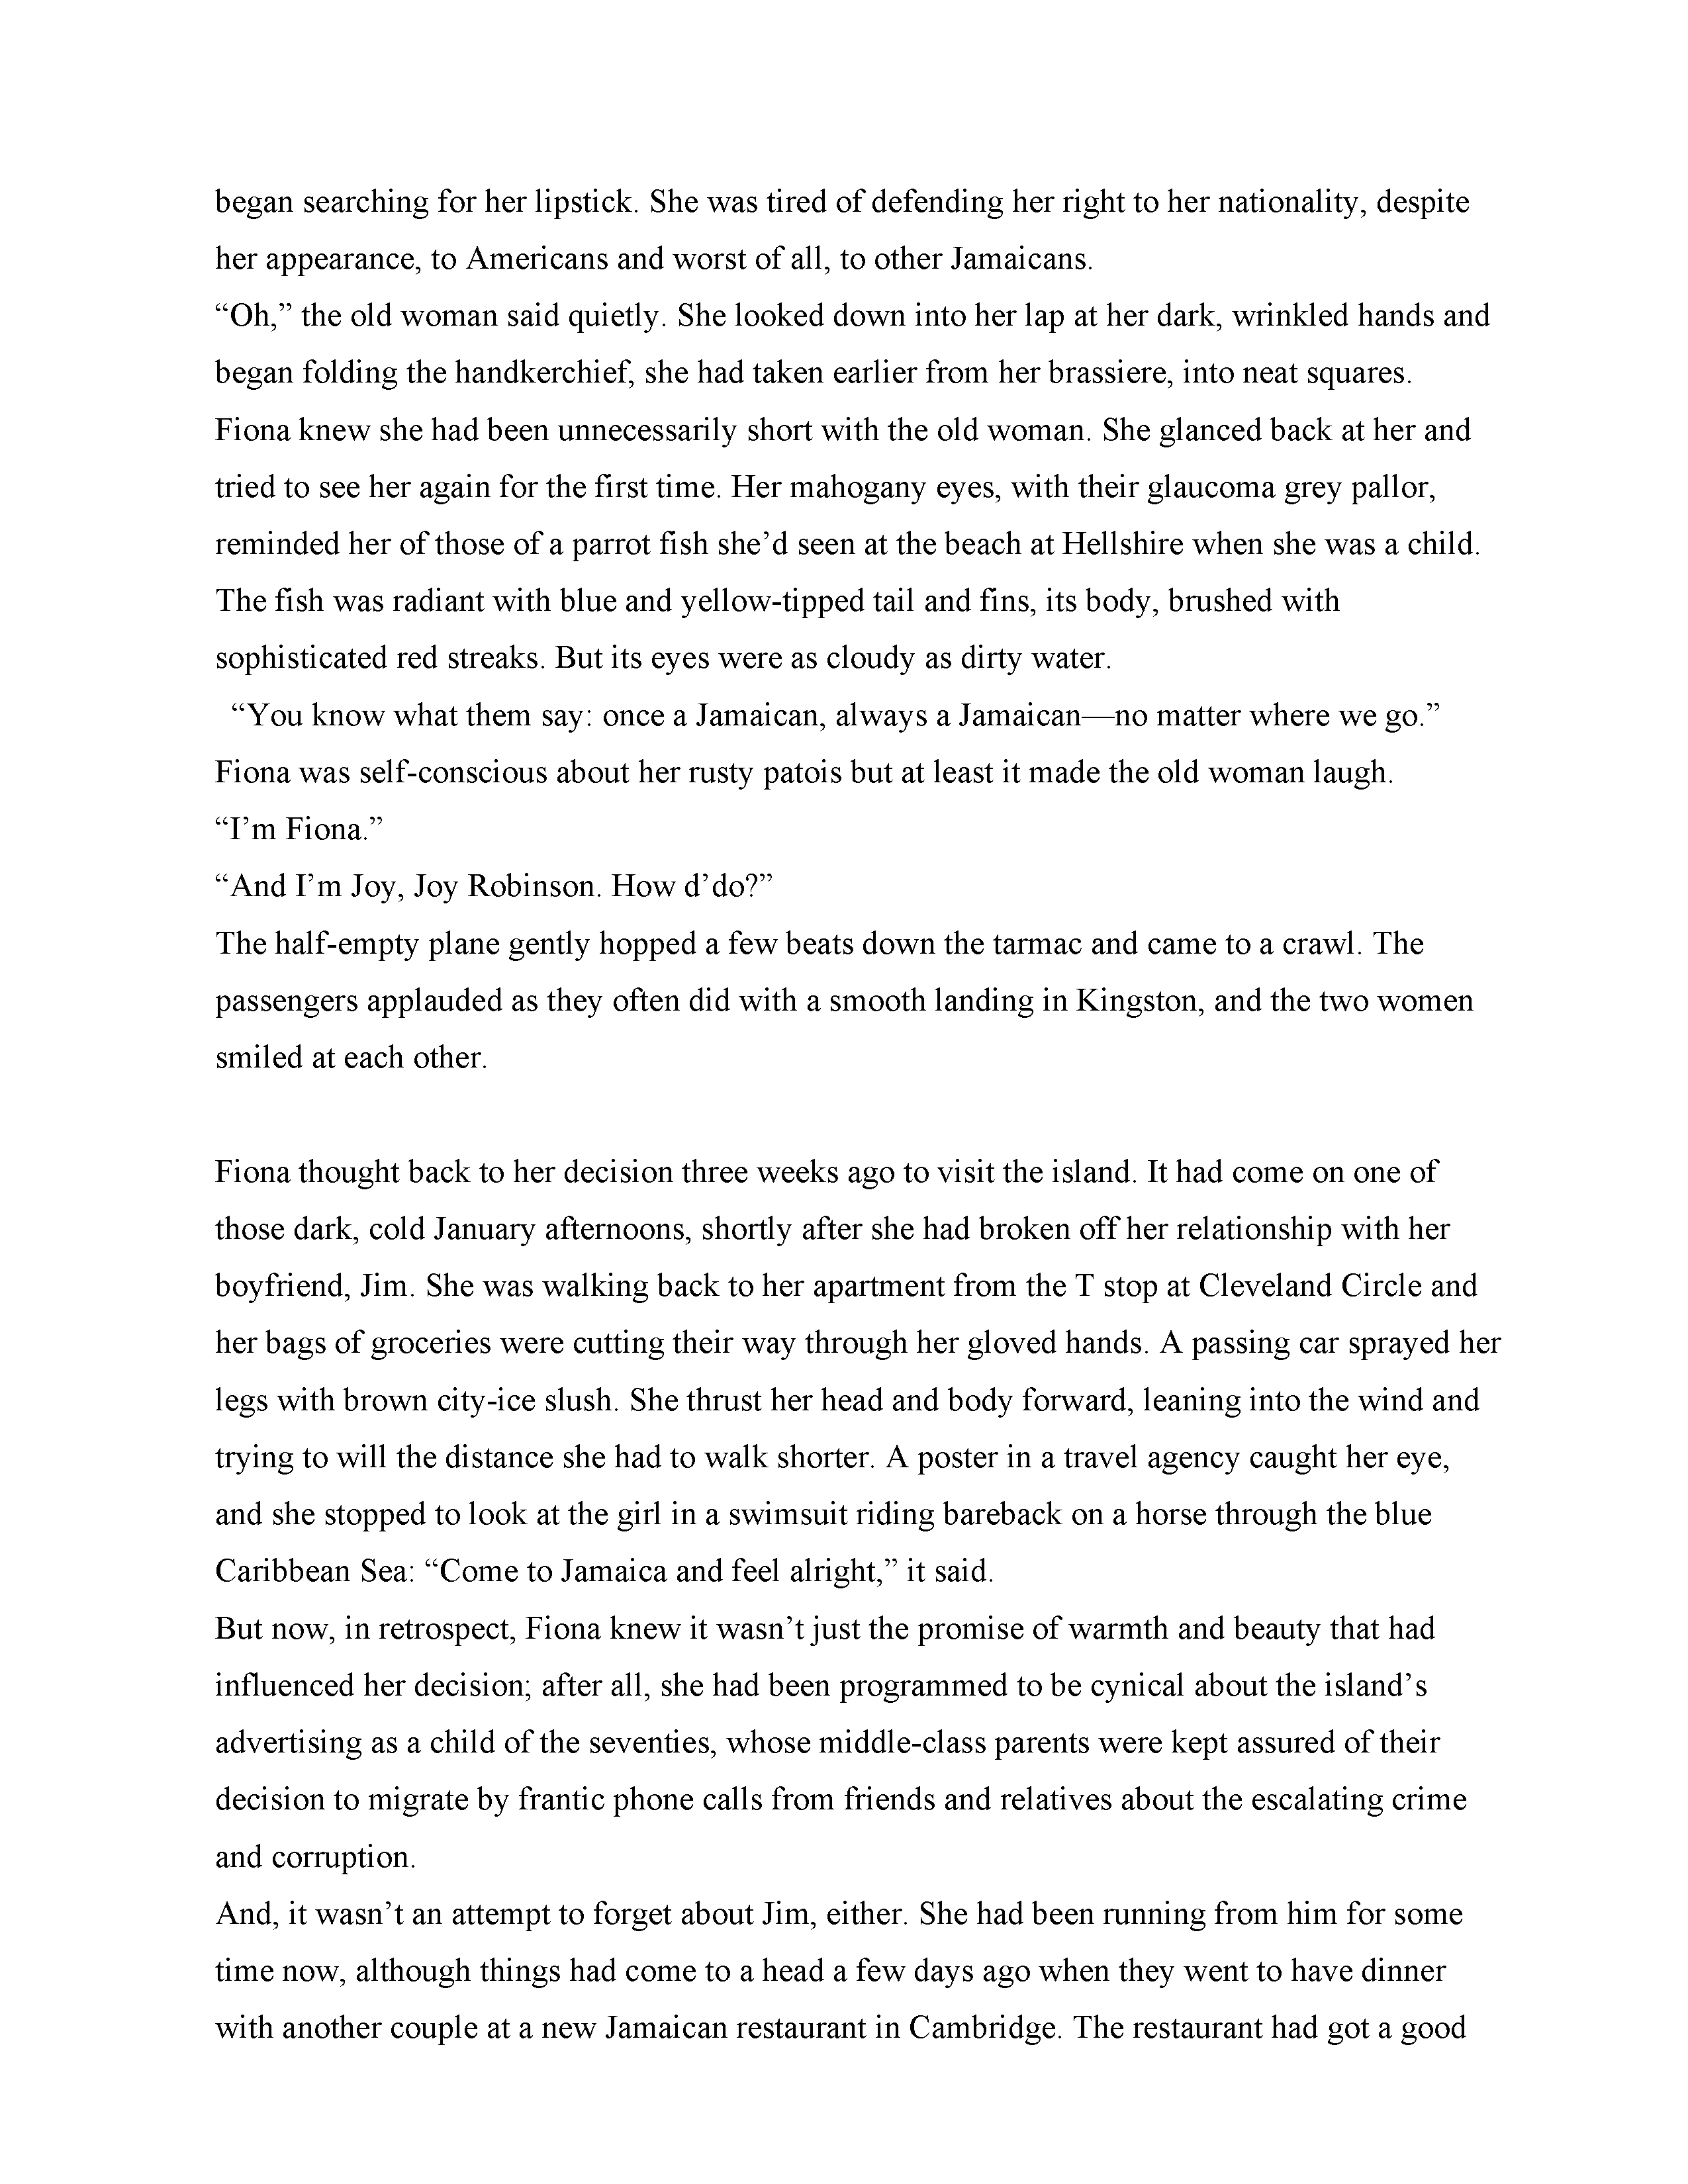 began searching for her lipstick. She was tired of defending her right to her nationality, despite
her appearance, to Americans and worst of all, to other Jamaicans.
“Oh,” the old woman said quietly. She looked down into her lap at her dark, wrinkled hands and
began folding the handkerchief, she had taken earlier from her brassiere, into neat squares.
Fiona knew she had been unnecessarily short with the old woman. She glanced back at her and
tried to see her again for the first time. Her mahogany eyes, with their glaucoma grey pallor,
reminded her of those of a parrot fish she’d seen at the beach at Hellshire when she was a child.
The fish was radiant with blue and yellow-tipped tail and fins, its body, brushed with
sophisticated red streaks. But its eyes were as cloudy as dirty water.
“You know what them say: once a Jamaican, always a Jamaican—no matter where we go.”
Fiona was self-conscious about her rusty patois but at least it made the old woman laugh.
“I’m Fiona.”
“And I’m Joy, Joy Robinson. How d’do?”
The half-empty plane gently hopped a few beats down the tarmac and came to a crawl. The
passengers applauded as they often did with a smooth landing in Kingston, and the two women
smiled at each other.
Fiona thought back to her decision three weeks ago to visit the island. It had come on one of
those dark, cold January afternoons, shortly after she had broken off her relationship with her
boyfriend, Jim. She was walking back to her apartment from the T stop at Cleveland Circle and
her bags of groceries were cutting their way through her gloved hands. A passing car sprayed her
legs with brown city-ice slush. She thrust her head and body forward, leaning into the wind and
trying to will the distance she had to walk shorter. A poster in a travel agency caught her eye,
and she stopped to look at the girl in a swimsuit riding bareback on a horse through the blue
Caribbean Sea: “Come to Jamaica and feel alright,” it said.
But now, in retrospect, Fiona knew it wasn’t just the promise of warmth and beauty that had
influenced her decision; after all, she had been programmed to be cynical about the island’s
advertising as a child of the seventies, whose middle-class parents were kept assured of their
decision to migrate by frantic phone calls from friends and relatives about the escalating crime
and corruption.
And, it wasn’t an attempt to forget about Jim, either. She had been running from him for some
time now, although things had come to a head a few days ago when they went to have dinner
with another couple at a new Jamaican restaurant in Cambridge. The restaurant had got a good